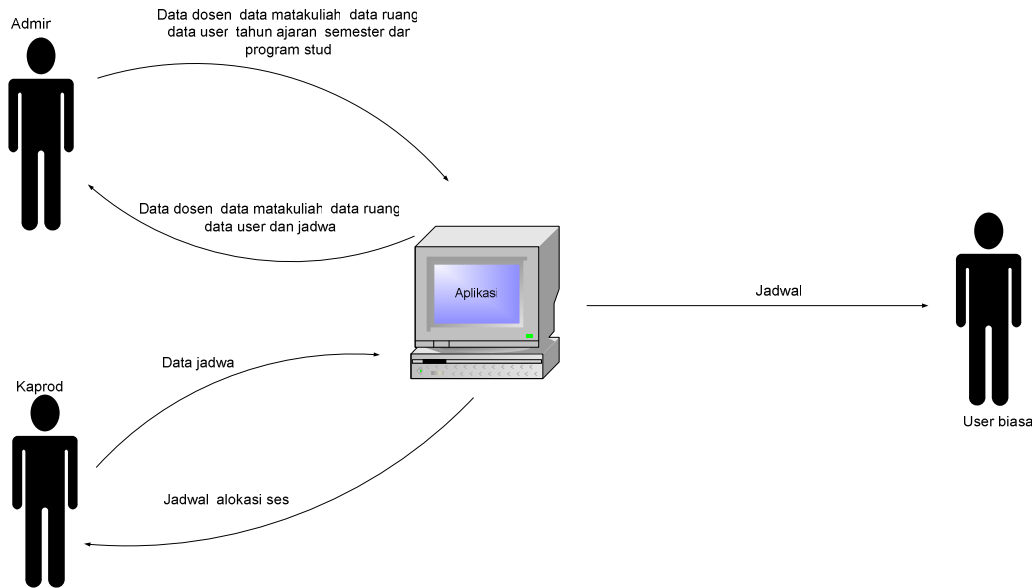 Admir
Data dosen data matakuliah data ruang
data user tahun ajaran semester dar
program stud
Data dosen data matakuliah data ruang
data user dan jadwa
Aplikasi
Jadwal
Data jadwa
Kaprod
User biasa
Jadwal alokasi ses